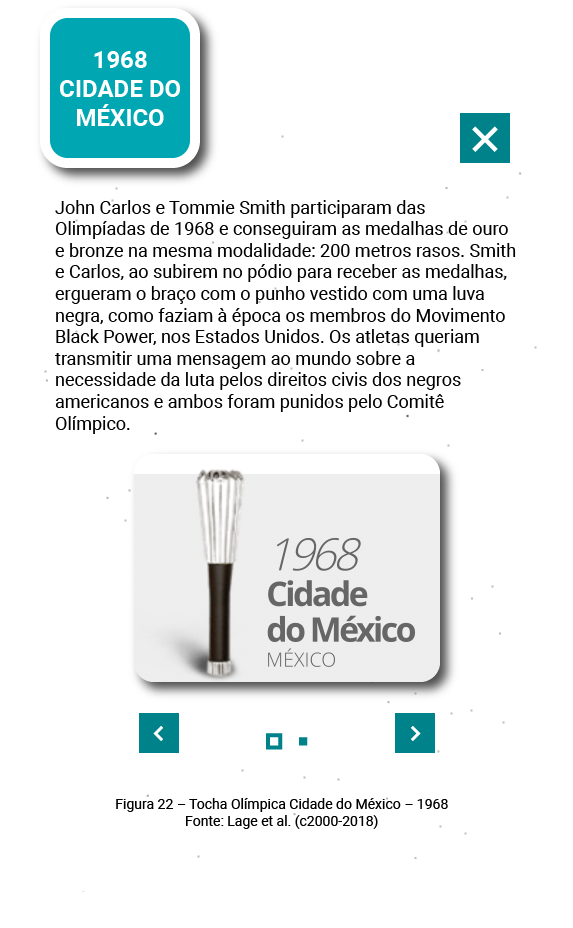 1968
CIDADE DO
MÉXICO
John Carlos e Tommie Smith participaram das
Olimpíadas de 1968 e conseguiram as medalhas de ouro
e bronze na mesma modalidade: 200 metros rasos. Smith
e Carlos, ao subirem no pódio para receber as medalhas,
ergueram o braço com o punho vestido com uma luva
negra, como faziam à época os membros do Movimento
Black Power, nos Estados Unidos. Os atletas queriam
transmitir uma mensagem ao mundo sobre a
necessidade da luta pelos direitos civis dos negros
americanos e ambos foram punidos pelo Comitê
Olímpico.
1968
Cidade
do México
MÉXICO
Figura 22 – Tocha Olímpica Cidade do México – 1968
Fonte: Lage et al. (c2000-2018)